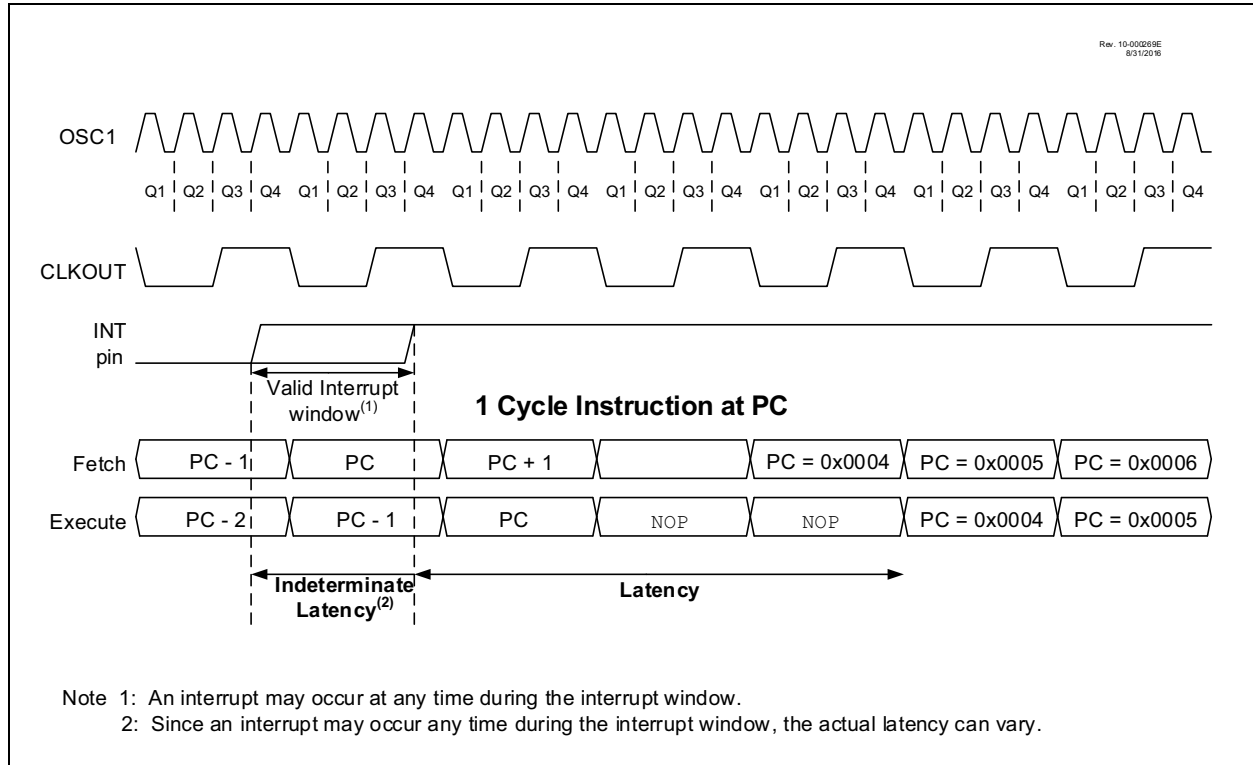 Rev. 10-000269E
8/31/2016
OSC1
Q1 Q2 Q3 Q4 Q1 Q2 Q3 Q4 Q1 Q2 Q3 Q4 Q1 Q2 Q3 Q4 Q1 Q2 Q3 Q4 Q1 Q2 Q3 Q4 Q1 Q2 Q3 Q4
CLKOUT
INT
pin
Valid Interrupt
window(1)
1 Cycle Instruction at PC
Fetch PC - 1 PC PC + 1 PC = 0x0004 PC = 0x0005 PC = 0x0006
Execute PC - 2 PC - 1 PC NOP NOP PC = 0x0004 PC = 0x0005
Indeterminate
Latency(2)
Latency
Note 1: An interrupt may occur at any time during the interrupt window.
2: Since an interrupt may occur any time during the interrupt window, the actual latency can vary.